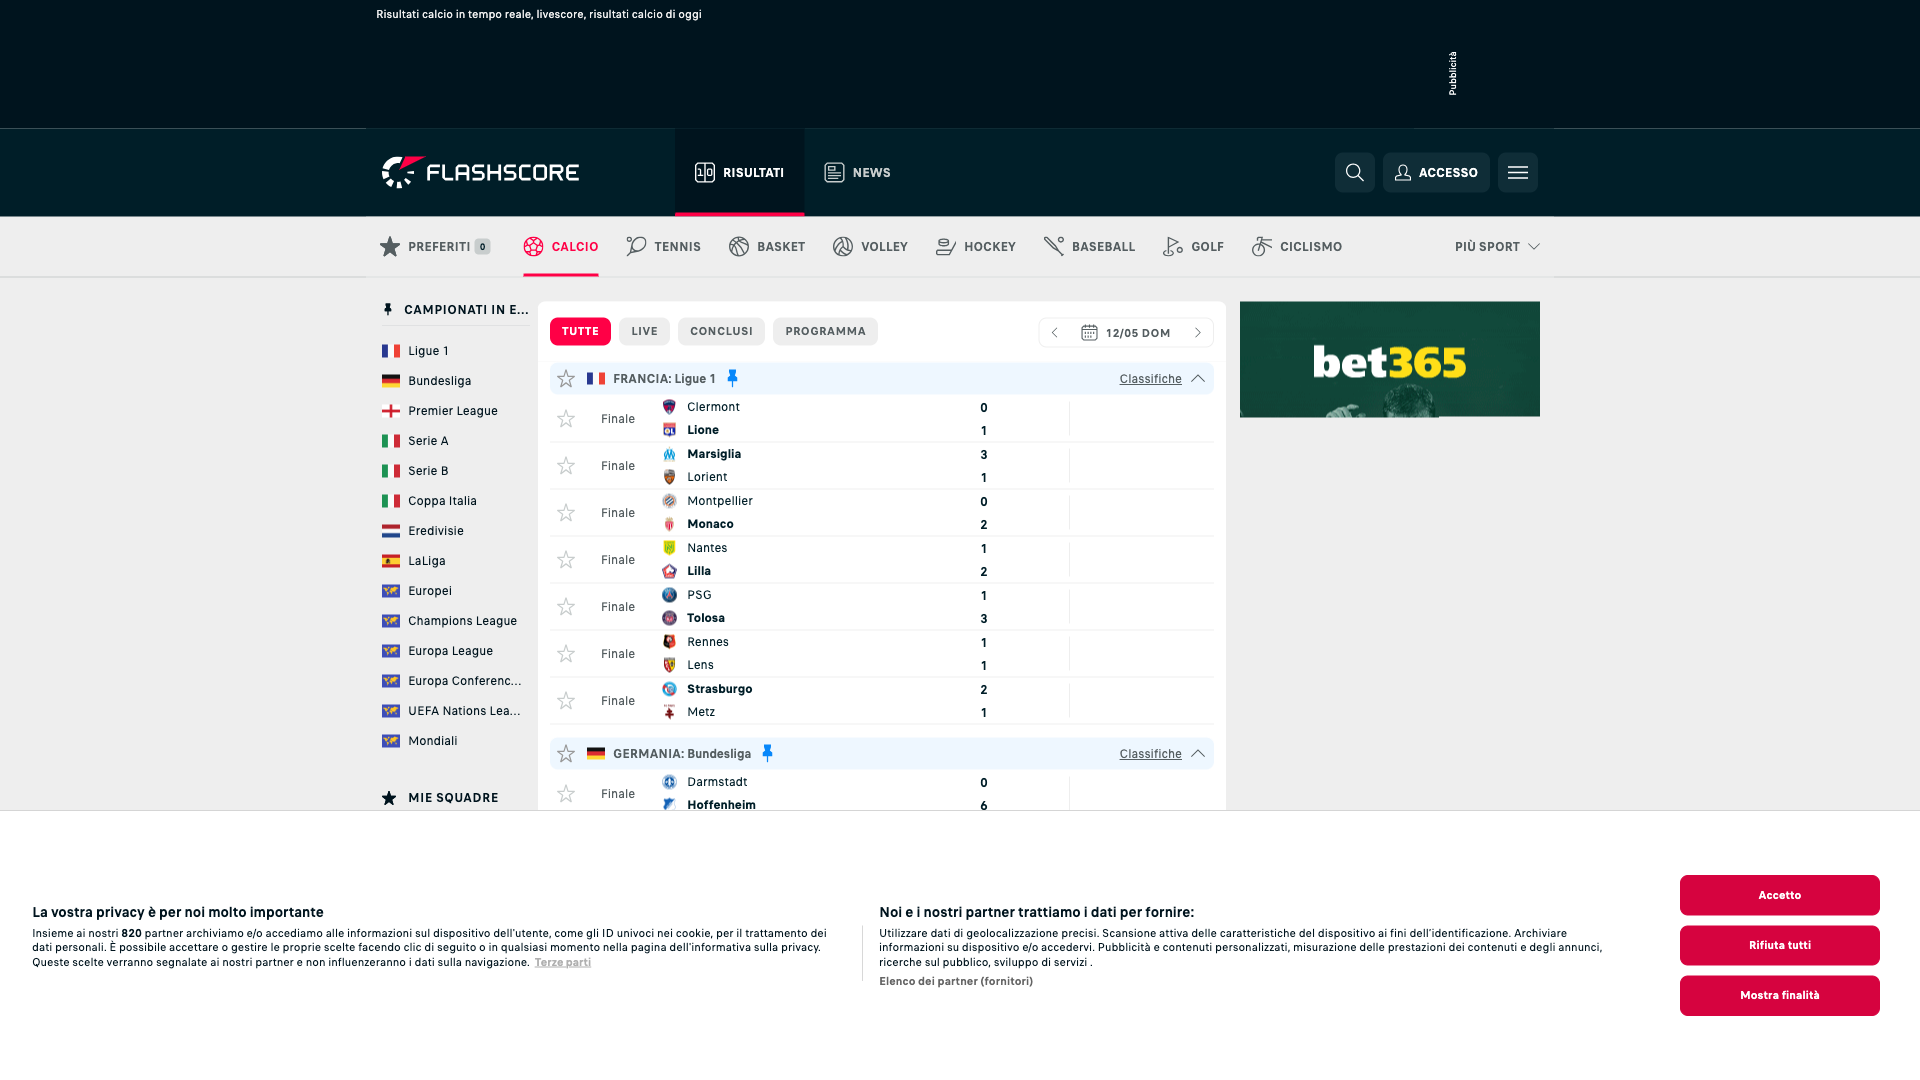 Risultati calcio in tempo reale, livescore, risultati calcio di oggi
Pubblicità
FLASHSCORE
RISULTATI
NEWS
ACCESSO
PREFERITI 0
CALCIO
TENNIS
BASKET
VOLLEY
HOCKEY
BASEBALL
GOLF
CICLISMO
PIÙ SPORT
CAMPIONATI IN E...
Ligue 1
Bundesliga
Premier League
Serie A
Serie B
Coppa Italia
Eredivisie
LaLiga
Europei
Champions League
Europa League
Europa Conferenc...
UEFA Nations Lea...
Mondiali
MIE SQUADRE
TUTTE
LIVE
CONCLUSI
PROGRAMMA
12/05 DOM
FRANCIA: Ligue 1
Classifiche
Finale
Clermont 0
Lione 1
Finale
Marsiglia 3
Lorient 1
Finale
Montpellier 0
Monaco 2
Finale
Nantes 1
Lilla 2
Finale
PSG 1
Tolosa 3
Finale
Rennes 1
Lens 1
Finale
Strasburgo 2
Metz 1
GERMANIA: Bundesliga
Classifiche
Finale
Darmstadt 0
Hoffenheim 6
bet365
La vostra privacy è per noi molto importante
Insieme ai nostri 820 partner archiviamo e/o accediamo alle informazioni sul dispositivo dell'utente, come gli ID univoci nei cookie, per il trattamento dei
dati personali. È possibile accettare o gestire le proprie scelte facendo clic di seguito o in qualsiasi momento nella pagina dell'informativa sulla privacy.
Queste scelte verranno segnalate ai nostri partner e non influenzeranno i dati sulla navigazione. Terze parti
Noi e i nostri partner trattiamo i dati per fornire:
Utilizzare dati di geolocalizzazione precisi. Scansione attiva delle caratteristiche del dispositivo ai fini dell'identificazione. Archiviare
informazioni su dispositivo e/o accedervi. Pubblicità e contenuti personalizzati, misurazione delle prestazioni dei contenuti e degli annunci,
ricerche sul pubblico, sviluppo di servizi .
Elenco dei partner (fornitori)
Accetto
Rifiuta tutti
Mostra finalità